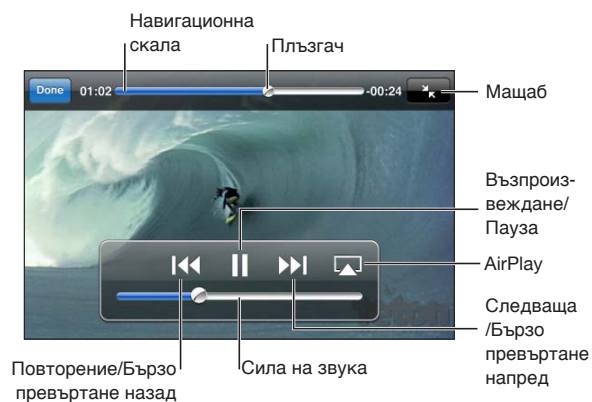 Навигационна
скала
Плъзгач
Done 01:02 -00:24
Мащаб
Възпроиз-
веждане/
Пауза
AirPlay
Следваща
/Бързо
превъртане
напред
Повторение/Бързо
превъртане назад
Сила на звука